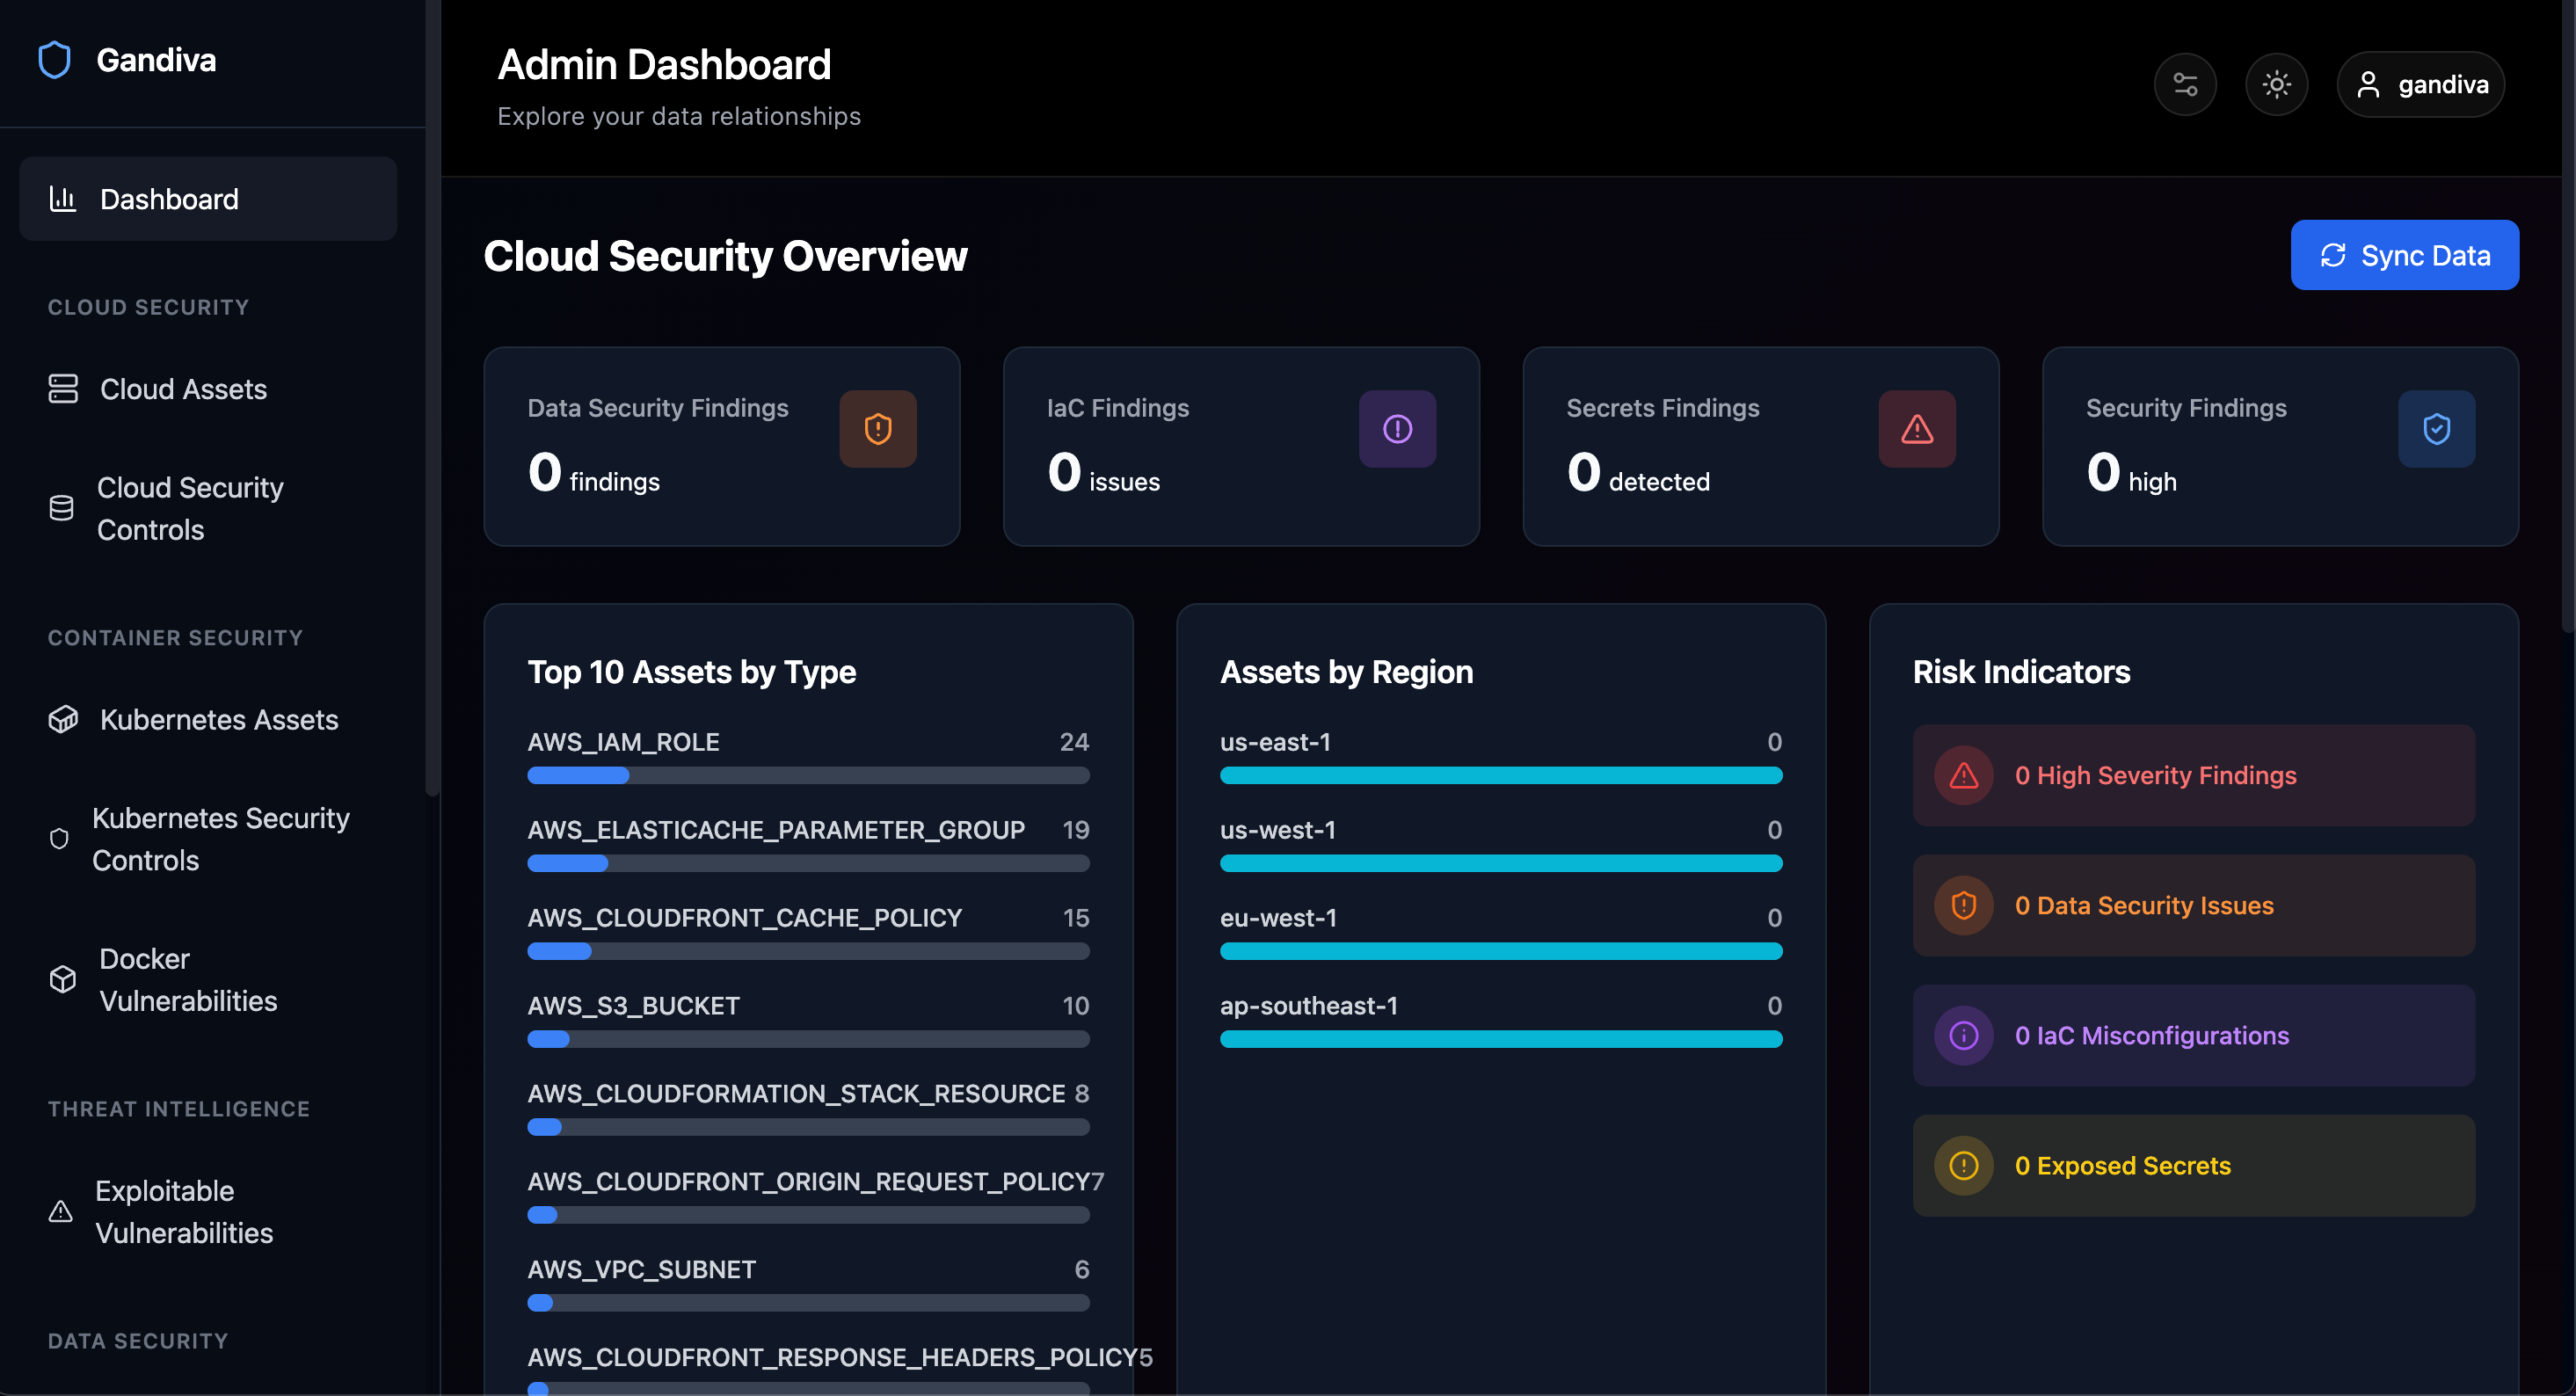 Gandiva
Dashboard
CLOUD SECURITY
Cloud Assets
Cloud Security
Controls
CONTAINER SECURITY
Kubernetes Assets
Kubernetes Security
Controls
Docker
Vulnerabilities
THREAT INTELLIGENCE
Exploitable
Vulnerabilities
DATA SECURITY
Admin Dashboard
Explore your data relationships
gandiva
Cloud Security Overview
Sync Data
Data Security Findings
0 findings
IaC Findings
0 issues
Secrets Findings
0 detected
Security Findings
0 high
Top 10 Assets by Type
AWS_IAM_ROLE 24
AWS_ELASTICACHE_PARAMETER_GROUP 19
AWS_CLOUDFRONT_CACHE_POLICY 15
AWS_S3_BUCKET 10
AWS_CLOUDFORMATION_STACK_RESOURCE 8
AWS_CLOUDFRONT_ORIGIN_REQUEST_POLICY7
AWS_VPC_SUBNET 6
AWS_CLOUDFRONT_RESPONSE_HEADERS_POLICY5
Assets by Region
us-east-1 0
us-west-1 0
eu-west-1 0
ap-southeast-1 0
Risk Indicators
0 High Severity Findings
0 Data Security Issues
0 IaC Misconfigurations
0 Exposed Secrets